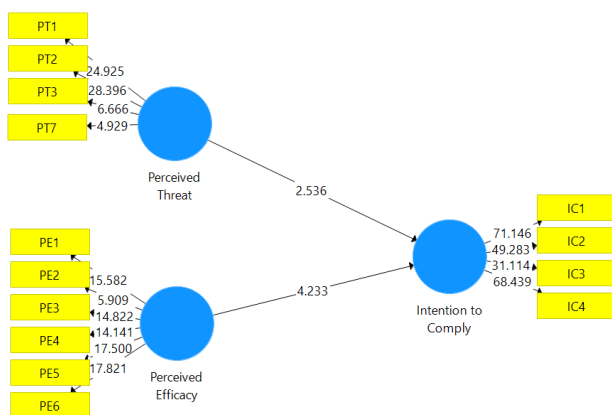 PT1
PT2
PT3
PT7
24.925
28.396
6.666
4.929
Perceived
Threat
2.536
PE1
PE2
PE3
PE4
PE5
PE6
15.582
5.909
14.822
14.141
17.500
17.821
Perceived
Efficacy
4.233
Intention to
Comply
71.146
49.283
31.114
68.439
IC1
IC2
IC3
IC4